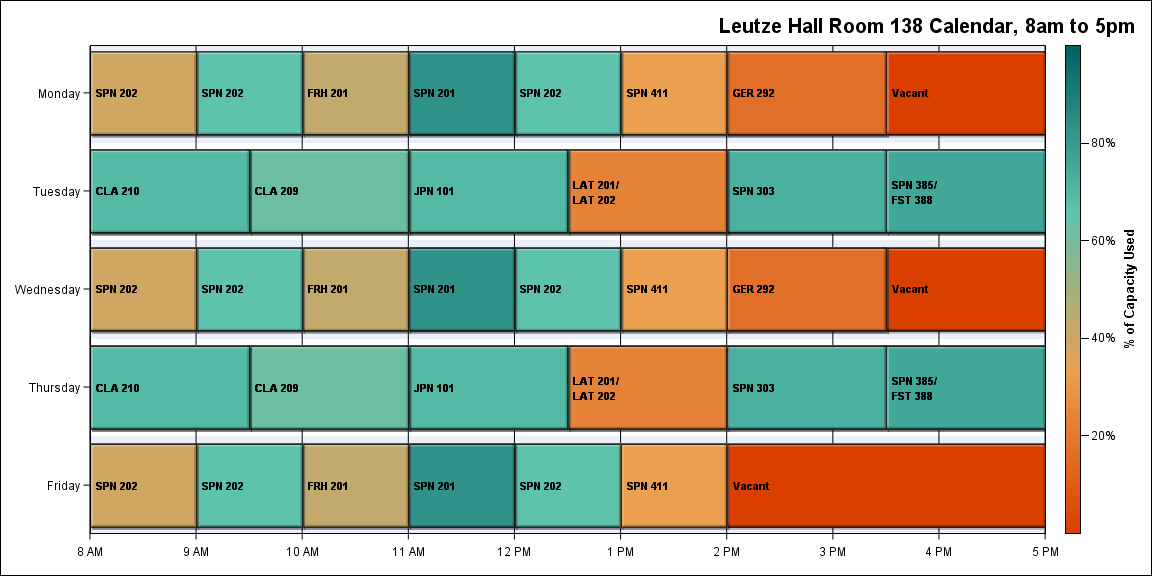 Leutze Hall Room 138 Calendar, 8am to 5pm
Monday
SPN 202
SPN 202
FRH 201
SPN 201
SPN 202
SPN 411
GER 292
Vacant
Tuesday
CLA 210
CLA 209
JPN 101
LAT 201/
LAT 202
SPN 303
SPN 385/
FST 388
Wednesday
SPN 202
SPN 202
FRH 201
SPN 201
SPN 202
SPN 411
GER 292
Vacant
Thursday
CLA 210
CLA 209
JPN 101
LAT 201/
LAT 202
SPN 303
SPN 385/
FST 388
Friday
SPN 202
SPN 202
FRH 201
SPN 201
SPN 202
SPN 411
Vacant
8 AM
9 AM
10 AM
11 AM
12 PM
1 PM
2 PM
3 PM
4 PM
5 PM
80%
60%
40%
20%
% of Capacity Used